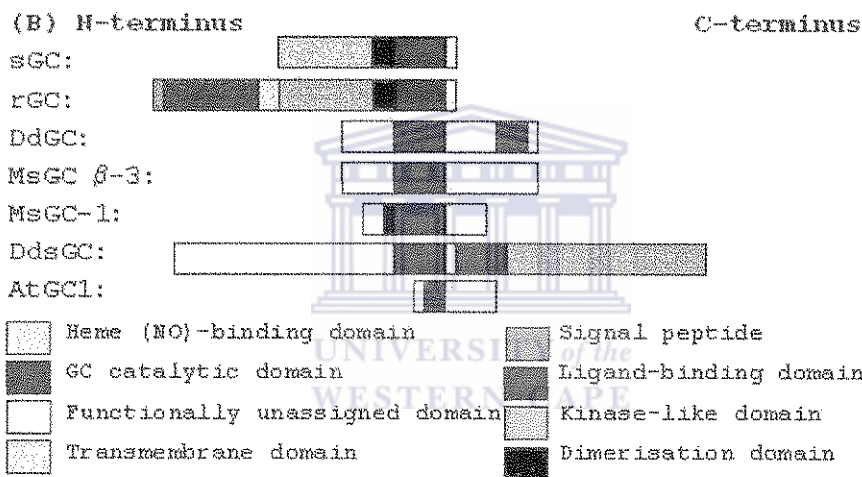 (B) N-terminus C-terminus
sGC:
rGC:
DdGC:
MsGC β-3:
MsGC-1:
DdsGC:
AtGC1:
Heme (NO)-binding domain
GC catalytic domain
Functionally unassigned domain
Transmembrane domain
Signal peptide
Ligand-binding domain
Kinase-like domain
Dimerisation domain
UNIVERSITY of the
WESTERN CAPE